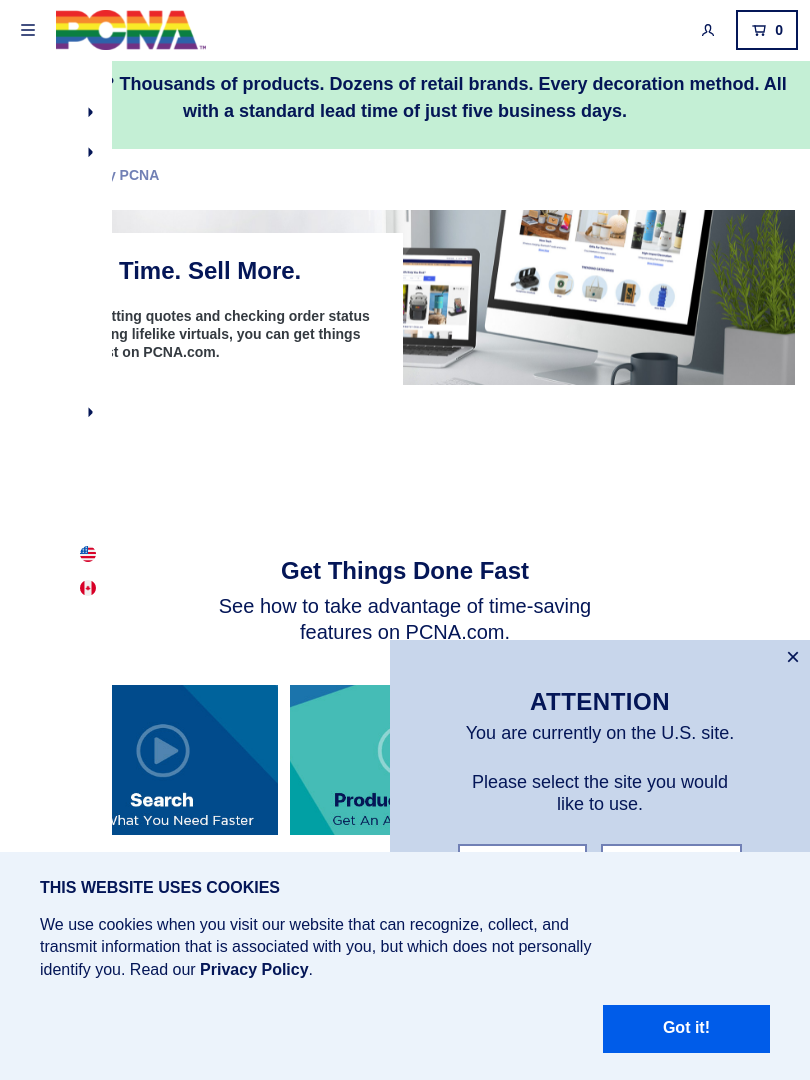 PCNA
0
? Thousands of products. Dozens of retail brands. Every decoration method. All
with a standard lead time of just five business days.
PCNA
Time. Sell More.
quotes and checking order status
lifelike virtuals, you can get things
on PCNA.com.
Get Things Done Fast
See how to take advantage of time-saving
features on PCNA.com.
×
ATTENTION
You are currently on the U.S. site.
Please select the site you would
like to use.
Search
What You Need Faster
Get An
THIS WEBSITE USES COOKIES
We use cookies when you visit our website that can recognize, collect, and
transmit information that is associated with you, but which does not personally
identify you. Read our Privacy Policy.
Got it!